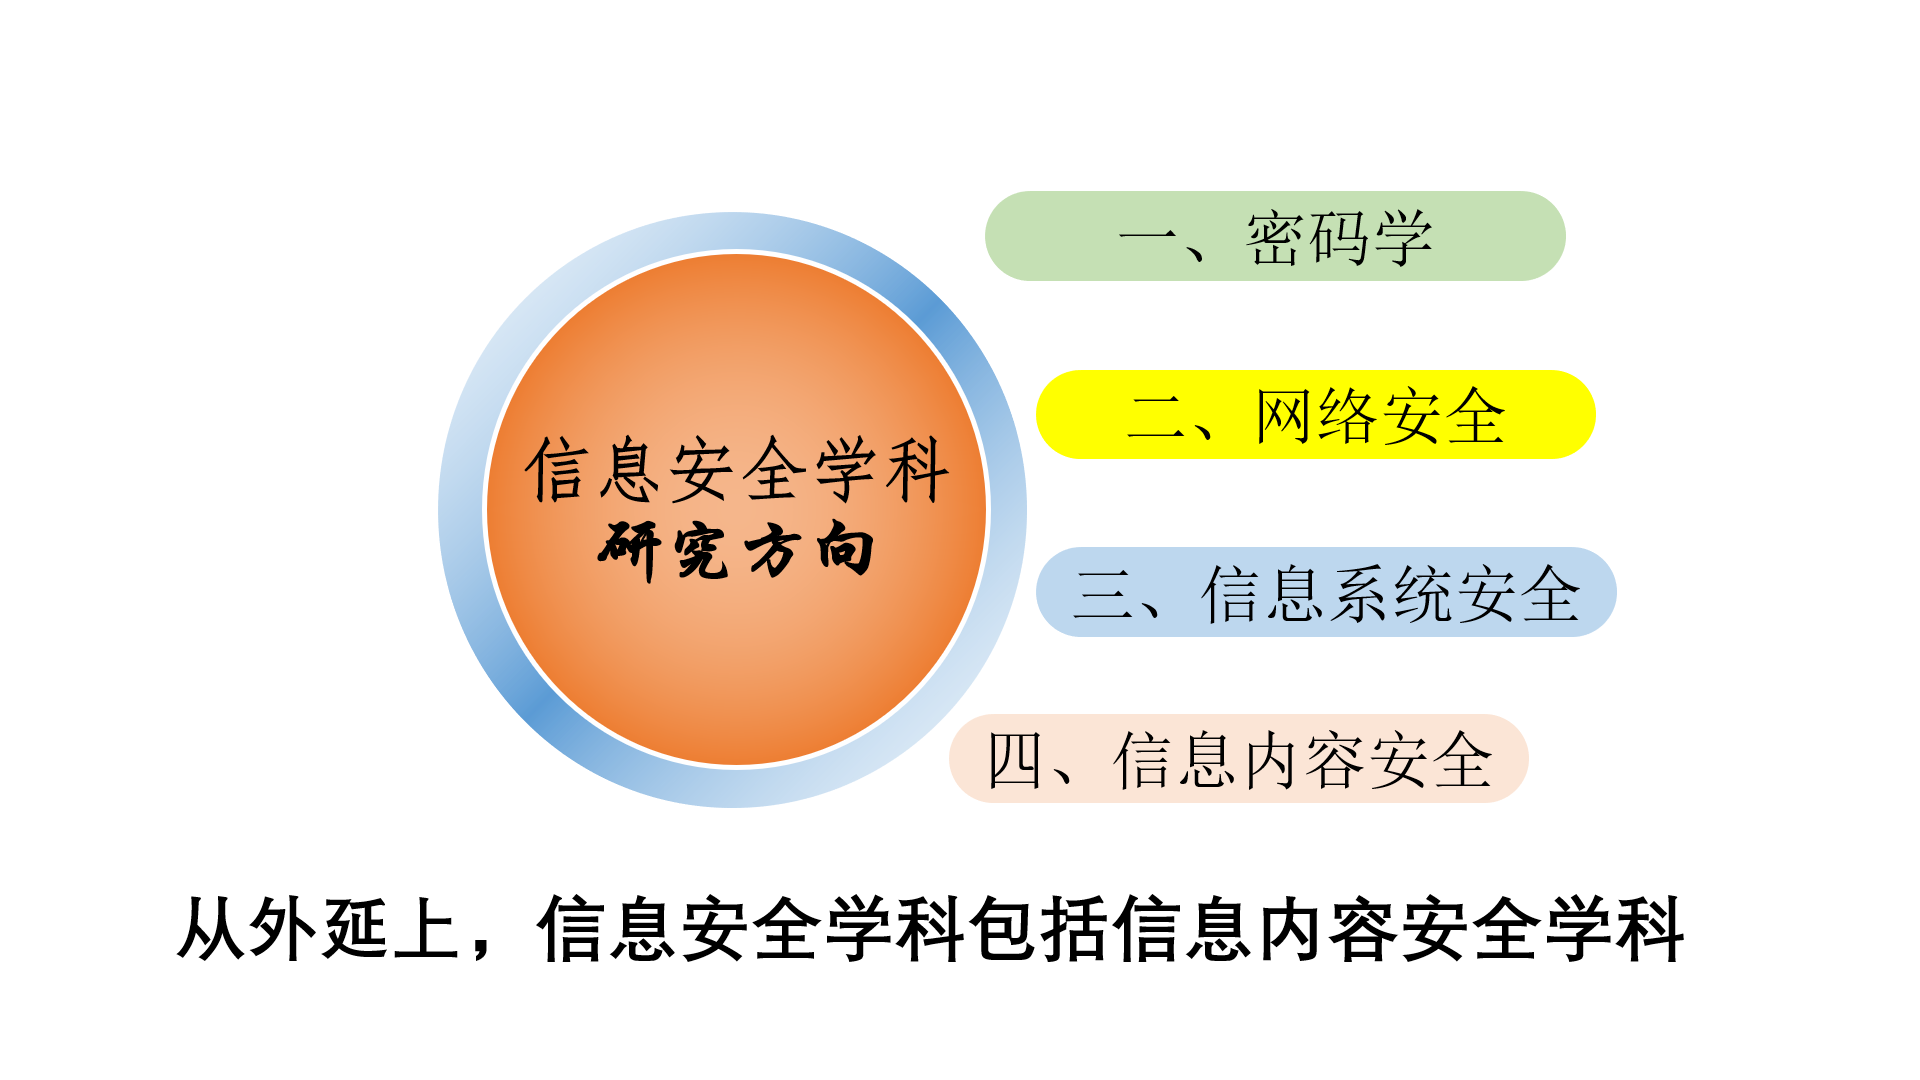 信息安全学科
研究方向
一、密码学
二、网络安全
三、信息系统安全
四、信息内容安全
从外延上，信息安全学科包括信息内容安全学科